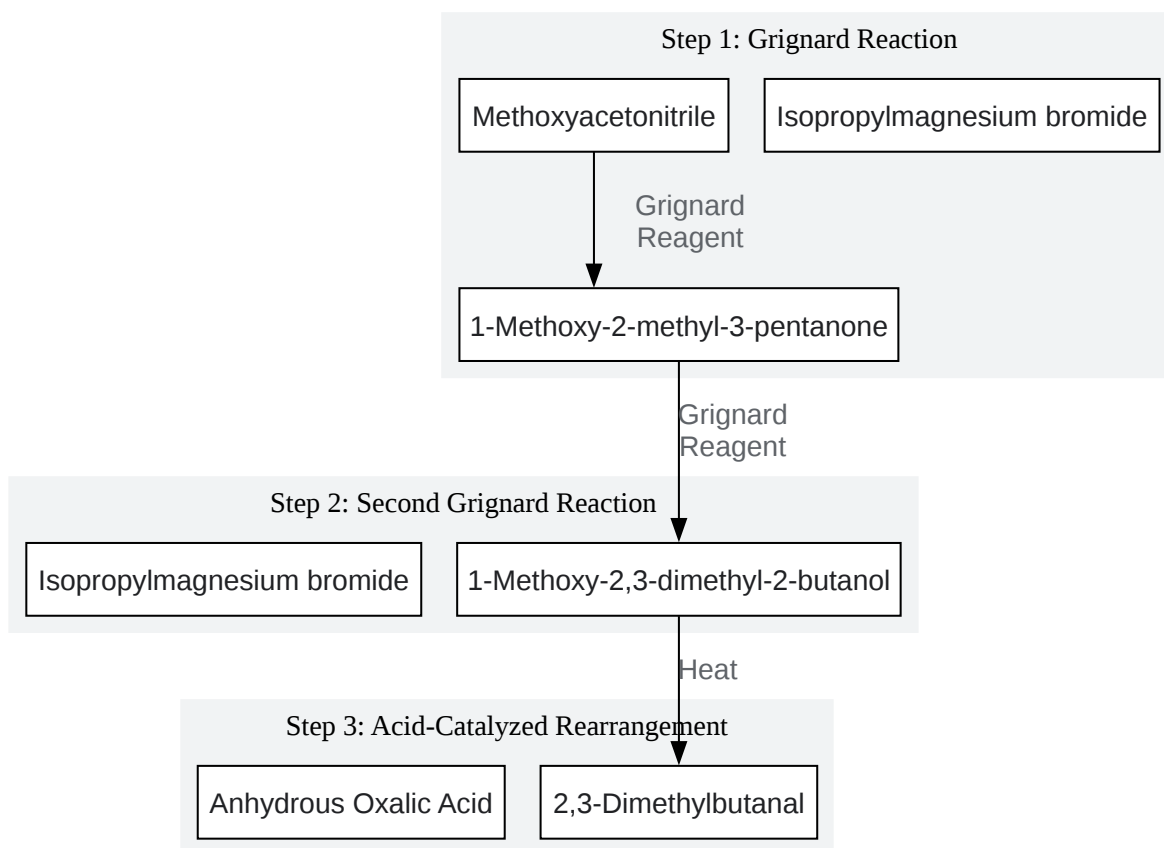 Step 1: Grignard Reaction
Methoxyacetonitrile
Isopropylmagnesium bromide
Grignard
Reagent
1-Methoxy-2-methyl-3-pentanone
Grignard
Reagent
Step 2: Second Grignard Reaction
Isopropylmagnesium bromide
1-Methoxy-2,3-dimethyl-2-butanol
Heat
Step 3: Acid-Catalyzed Rearrangement
Anhydrous Oxalic Acid
2,3-Dimethylbutanal